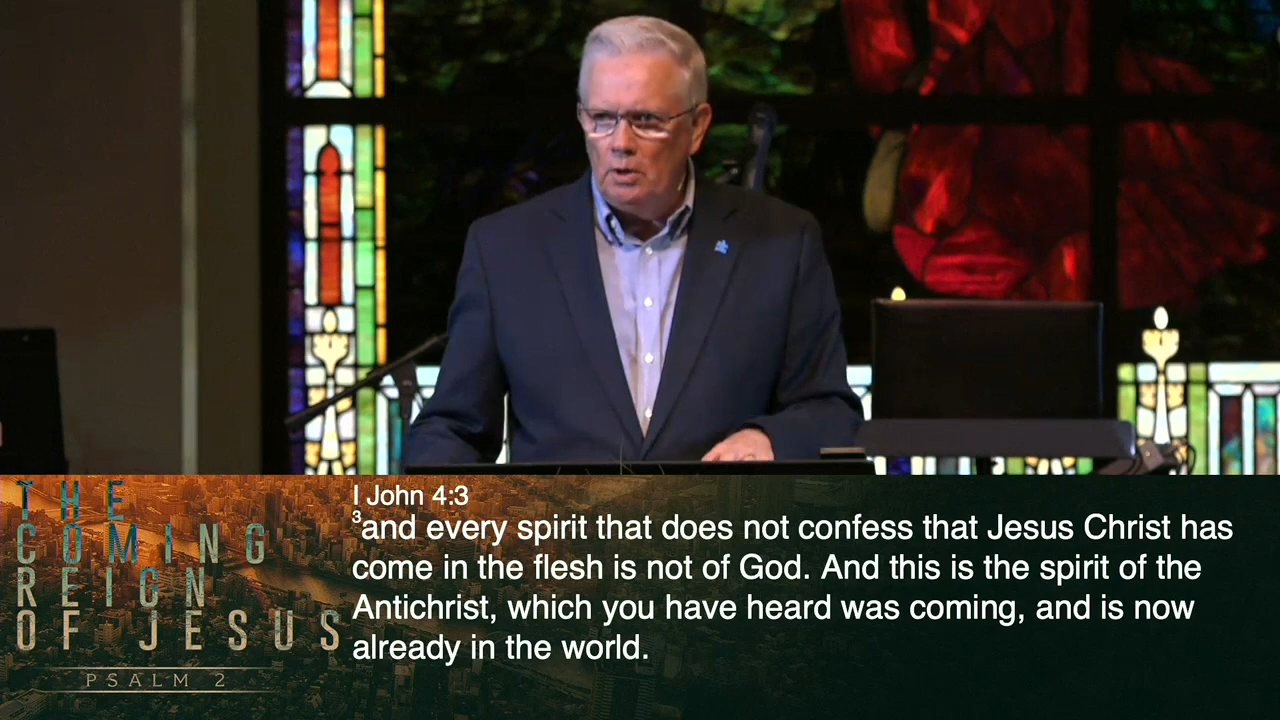 THE
COMING
REIGN
OF JESUS
PSALM 2
I John 4:3
³and every spirit that does not confess that Jesus Christ has
come in the flesh is not of God. And this is the spirit of the
Antichrist, which you have heard was coming, and is now
already in the world.